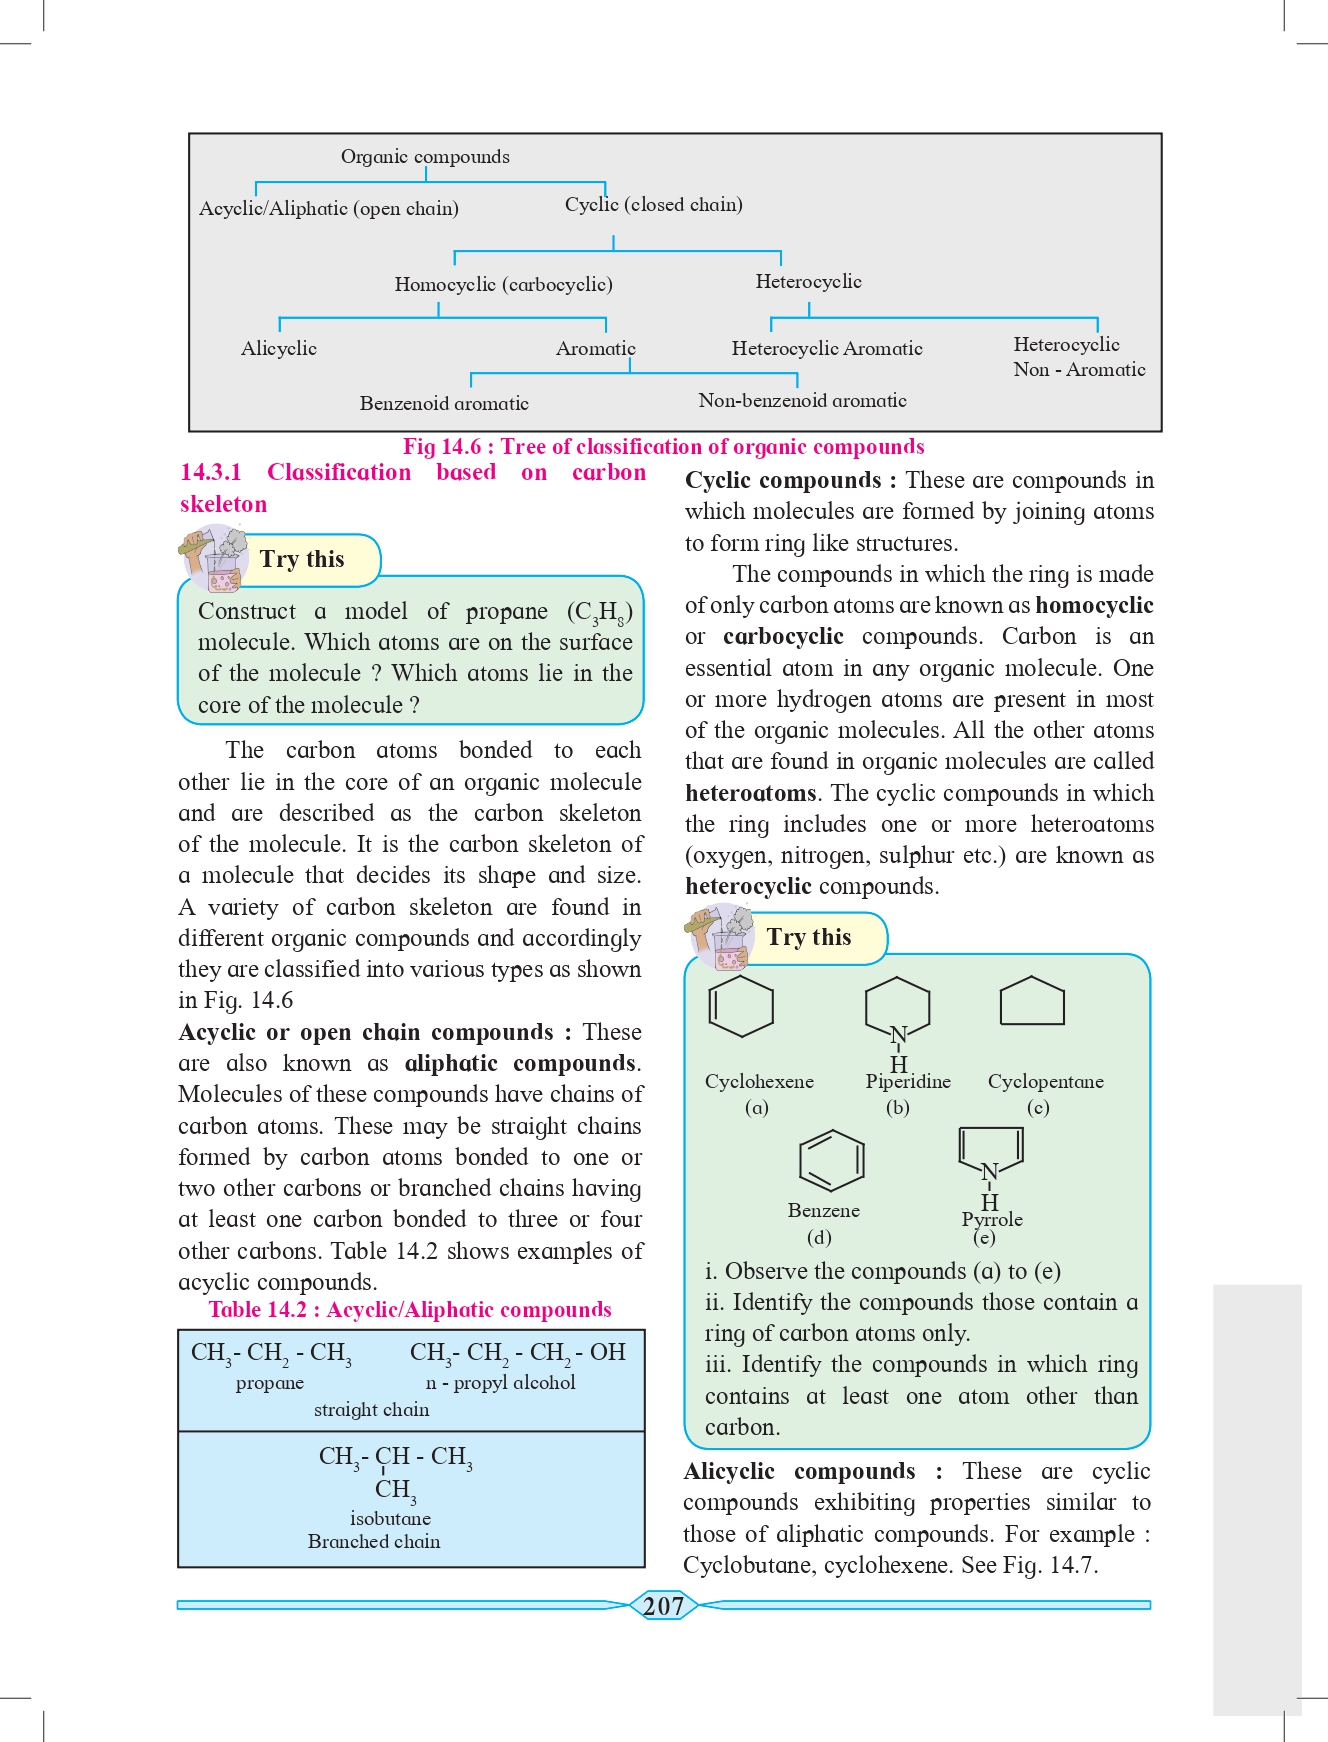 Organic compounds
Acyclic/Aliphatic (open chain)
Cyclic (closed chain)
Homocyclic (carbocyclic)
Heterocyclic
Alicyclic
Aromatic
Heterocyclic Aromatic
Heterocyclic
Non - Aromatic
Benzenoid aromatic
Non-benzenoid aromatic
Fig 14.6 : Tree of classification of organic compounds
14.3.1 Classification based on carbon
skeleton
Try this
Construct a model of propane (C₃H₈)
molecule. Which atoms are on the surface
of the molecule ? Which atoms lie in the
core of the molecule ?
The carbon atoms bonded to each
other lie in the core of an organic molecule
and are described as the carbon skeleton
of the molecule. It is the carbon skeleton of
a molecule that decides its shape and size.
A variety of carbon skeleton are found in
different organic compounds and accordingly
they are classified into various types as shown
in Fig. 14.6
Acyclic or open chain compounds : These
are also known as aliphatic compounds.
Molecules of these compounds have chains of
carbon atoms. These may be straight chains
formed by carbon atoms bonded to one or
two other carbons or branched chains having
at least one carbon bonded to three or four
other carbons. Table 14.2 shows examples of
acyclic compounds.
Table 14.2 : Acyclic/Aliphatic compounds
CH₃- CH₂ - CH₃
CH₃- CH₂ - CH₂ - OH
propane
n - propyl alcohol
straight chain
CH₃- CH - CH₃
CH₃
isobutane
Branched chain
Cyclic compounds : These are compounds in
which molecules are formed by joining atoms
to form ring like structures.
The compounds in which the ring is made
of only carbon atoms are known as homocyclic
or carbocyclic compounds. Carbon is an
essential atom in any organic molecule. One
or more hydrogen atoms are present in most
of the organic molecules. All the other atoms
that are found in organic molecules are called
heteroatoms. The cyclic compounds in which
the ring includes one or more heteroatoms
(oxygen, nitrogen, sulphur etc.) are known as
heterocyclic compounds.
Try this
N
H
Cyclohexene
Piperidine
Cyclopentane
(a)
(b)
(c)
N
H
Benzene
Pyrrole
(d)
(e)
i. Observe the compounds (a) to (e)
ii. Identify the compounds those contain a
ring of carbon atoms only.
iii. Identify the compounds in which ring
contains at least one atom other than
carbon.
Alicyclic compounds : These are cyclic
compounds exhibiting properties similar to
those of aliphatic compounds. For example :
Cyclobutane, cyclohexene. See Fig. 14.7.
207